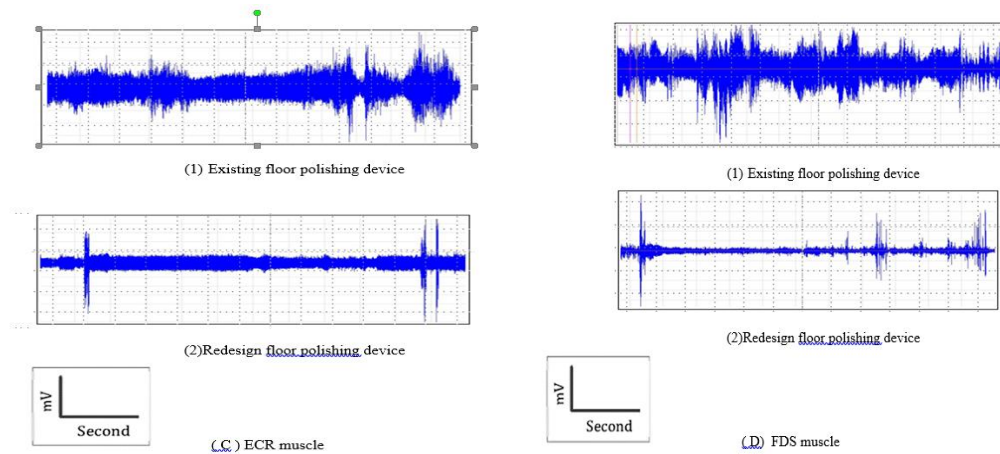 (1) Existing floor polishing device
(2)Redesign floor polishing device
mV
Second
( C ) ECR muscle
(1) Existing floor polishing device
(2)Redesign floor polishing device
mV
Second
( D) FDS muscle